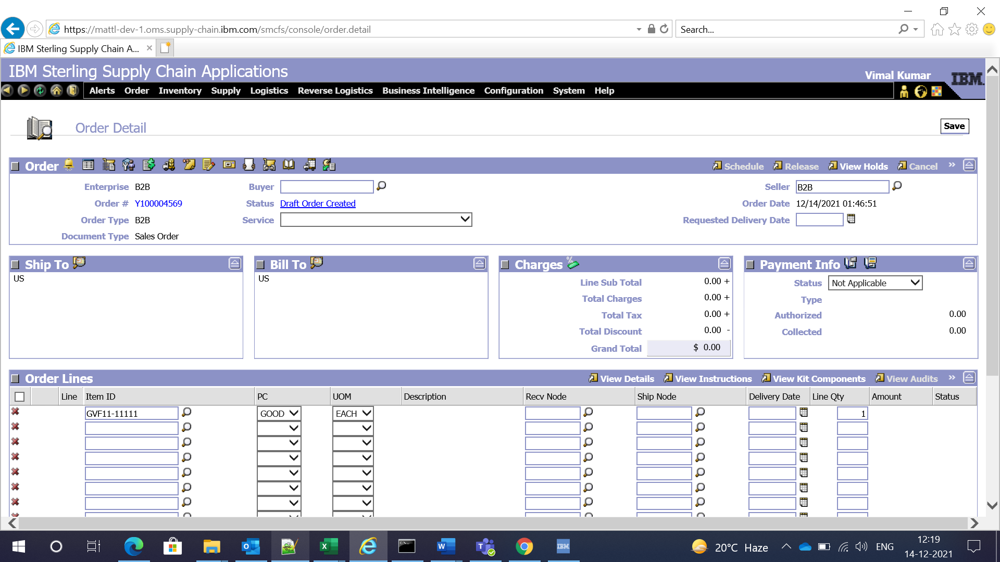 https://mattl-dev-1.oms.supply-chain.ibm.com/smcfs/console/order.detail
Search...
IBM Sterling Supply Chain A...
IBM Sterling Supply Chain Applications
Vimal Kumar
IBM.
Alerts Order Inventory Supply Logistics Reverse Logistics Business Intelligence Configuration System Help
Order Detail
Save
Order
Schedule Release View Holds Cancel »
Enterprise B2B Buyer Seller B2B
Order # Y100004569 Status Draft Order Created Order Date 12/14/2021 01:46:51
Order Type B2B Service Requested Delivery Date
Document Type Sales Order
Ship To
US
Bill To
US
Charges
Line Sub Total 0.00 +
Total Charges 0.00 +
Total Tax 0.00 +
Total Discount 0.00 -
Grand Total $ 0.00
Payment Info
Status Not Applicable
Type
Authorized 0.00
Collected 0.00
Order Lines
View Details View Instructions View Kit Components View Audits »
Line Item ID PC UOM Description Recv Node Ship Node Delivery Date Line Qty Amount Status
GVF11-11111 GOOD EACH 1
20°C Haze
ENG
12:19
14-12-2021